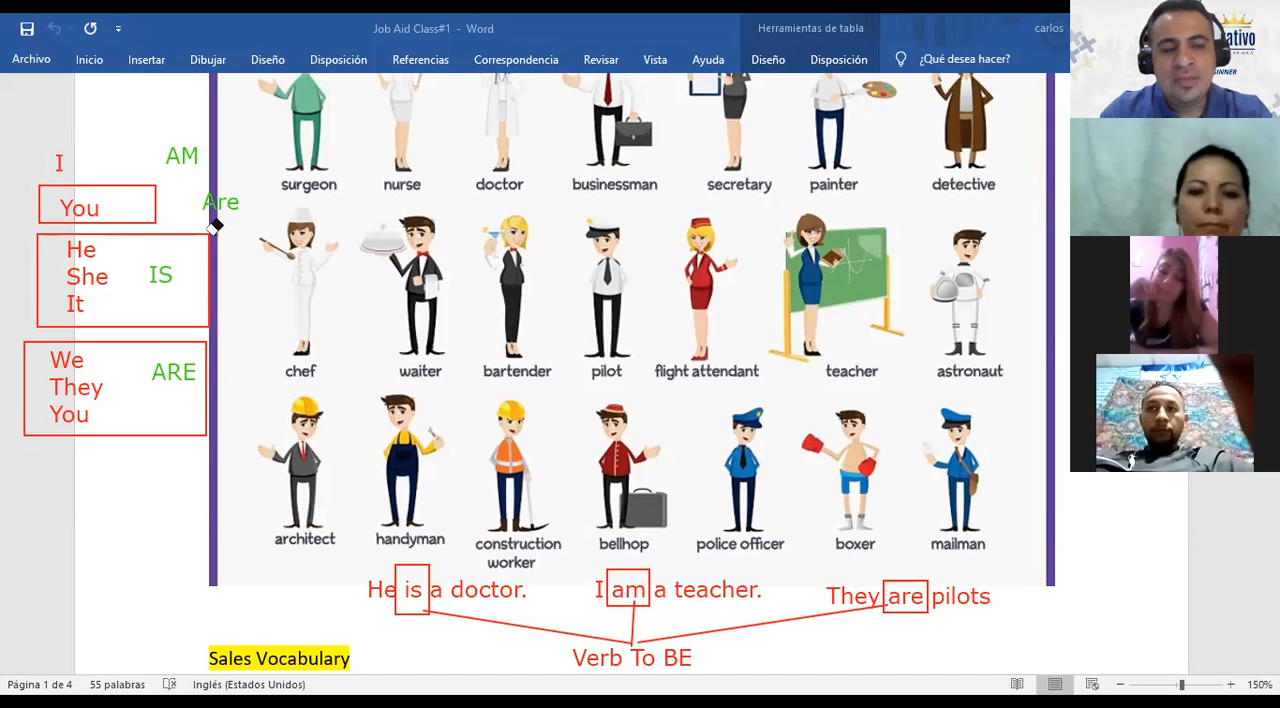 Job Aid Class#1 - Word
Herramientas de tabla
carlos
Archivo Inicio Insertar Dibujar Diseño Disposición Referencias Correspondencia Revisar Vista Ayuda Diseño Disposición ¿Qué desea hacer?
I AM
You Are
He
She IS
It
We
They ARE
You
surgeon nurse doctor businessman secretary painter detective
chef waiter bartender pilot flight attendant teacher astronaut
architect handyman construction worker bellhop police officer boxer mailman
He is a doctor. I am a teacher. They are pilots
Verb To BE
Sales Vocabulary
Página 1 de 4 55 palabras Inglés (Estados Unidos) 150%